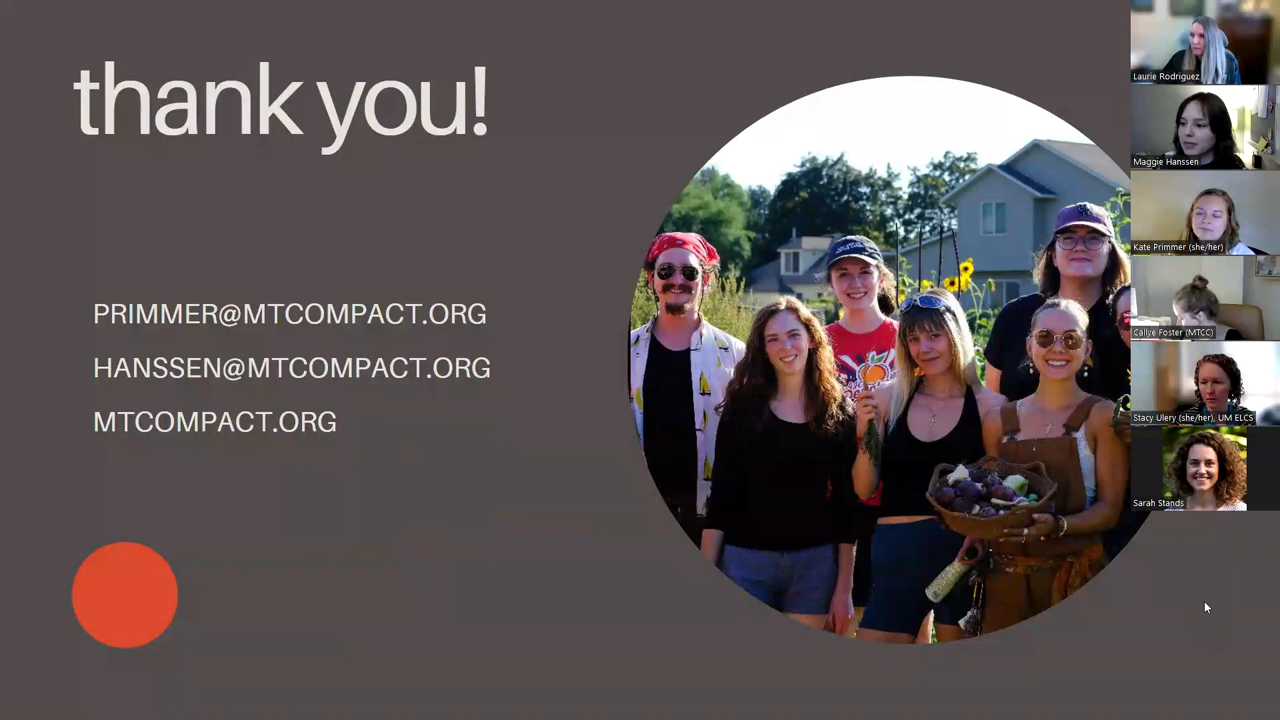 thank you!
PRIMMER@MTCOMPACT.ORG
HANSSEN@MTCOMPACT.ORG
MTCOMPACT.ORG
Laurie Rodriguez
Maggie Hanssen
Kate Primmer (she/her)
Callye Foster (MTCC)
Stacy Ulery (she/her), UM ELCS
Sarah Stands